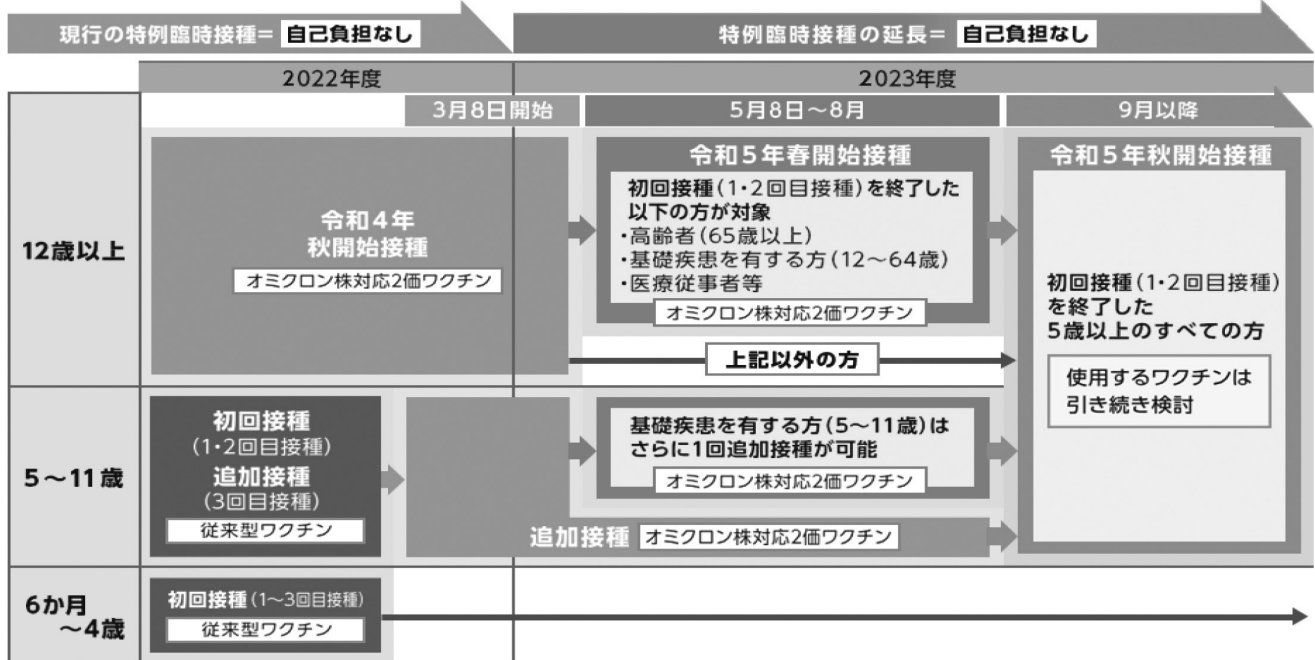 現行の特例臨時接種= 自己負担なし
特例臨時接種の延長= 自己負担なし
2022年度
2023年度
3月8日開始
5月8日～8月
9月以降
12歳以上
令和4年
秋開始接種
オミクロン株対応2価ワクチン
令和5年春開始接種
初回接種(1・2回目接種)を終了した
以下の方が対象
・高齢者(65歳以上)
・基礎疾患を有する方(12～64歳)
・医療従事者等
オミクロン株対応2価ワクチン
上記以外の方
令和5年秋開始接種
初回接種(1・2回目接種)
を終了した
5歳以上のすべての方
使用するワクチンは
引き続き検討
5～11歳
初回接種
(1・2回目接種)
追加接種
(3回目接種)
従来型ワクチン
基礎疾患を有する方(5～11歳)は
さらに1回追加接種が可能
オミクロン株対応2価ワクチン
追加接種 オミクロン株対応2価ワクチン
6か月
～4歳
初回接種(1～3回目接種)
従来型ワクチン